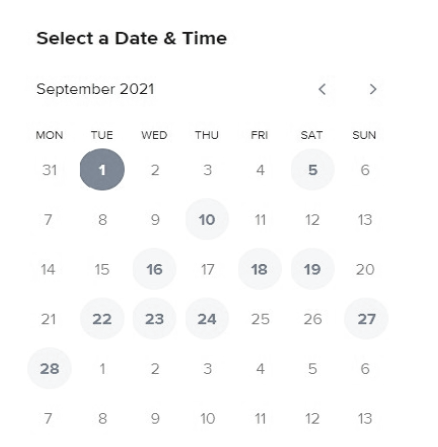 Select a Date & Time
September 2021
MON TUE WED THU FRI SAT SUN
31 1 2 3 4 5 6
7 8 9 10 11 12 13
14 15 16 17 18 19 20
21 22 23 24 25 26 27
28 1 2 3 4 5 6
7 8 9 10 11 12 13